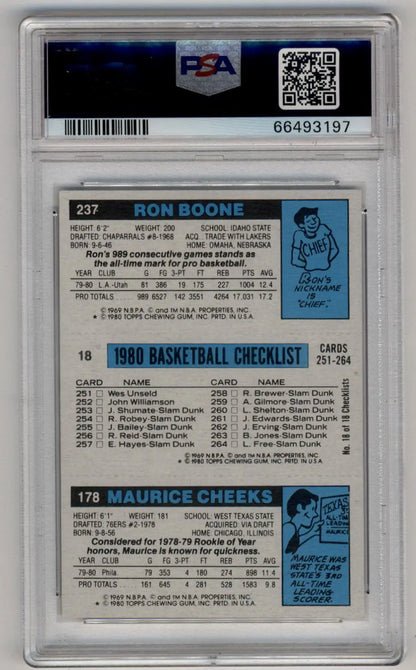 PSA
66493197
237 RON BOONE
HEIGHT: 6'2" WEIGHT: 200 SCHOOL: IDAHO STATE
DRAFTED: CHAPARRALS #8-1968 ACQ. TRADE WITH LAKERS
BORN: 9-6-46 HOME: OMAHA, NEBRASKA
Ron's 989 consecutive games stands as
the all-time mark for pro basketball.
YEAR CLUB G FG 3-PT FT REB PTS AVG
79-80 L.A.-Utah 81 386 19 175 227 1004 12.4
PRO TOTALS 989 6527 142 3551 4264 17,031 17.2
© 1969 N.B.P.A. © and TM N.B.A. PROPERTIES, INC.
* © 1980 TOPPS CHEWING GUM, INC. PRTD. IN U.S.A.
CHIEF
RON'S
NICKNAME
IS
"CHIEF."
18 1980 BASKETBALL CHECKLIST CARDS
251-264
CARD NAME CARD NAME
251 □ Wes Unseld 258 □ R. Brewer-Slam Dunk
252 □ John Williamson 259 □ A. Gilmore-Slam Dunk
253 □ J. Shumate-Slam Dunk 260 □ L. Shelton-Slam Dunk
254 □ R. Robey-Slam Dunk 261 □ J. Edwards-Slam Dunk
255 □ J. Bailey-Slam Dunk 262 □ J. Erving-Slam Dunk
256 □ R. Reid-Slam Dunk 263 □ B. Jones-Slam Dunk
257 □ E. Hayes-Slam Dunk 264 □ L. Free-Slam Dunk
No. 18 of 18 Checklists
© 1969 N.B.P.A. © and TM N.B.A. PROPERTIES, INC.
* © 1980 TOPPS CHEWING GUM, INC. PRTD. IN U.S.A.
178 MAURICE CHEEKS
HEIGHT: 6'1" WEIGHT: 181 SCHOOL: WEST TEXAS STATE
DRAFTED: 76ERS #2-1978 ACQUIRED: VIA DRAFT
BORN: 9-8-56 HOME: CHICAGO, ILLINOIS
Considered for 1978-79 Rookie of Year
honors, Maurice is known for quickness.
YEAR CLUB G FG 3-PT FT REB PTS AVG
79-80 Phila. 79 353 4 180 274 898 11.4
PRO TOTALS 161 645 4 281 528 1583 9.8
© 1969 N.B.P.A. © and TM N.B.A. PROPERTIES, INC.
* © 1980 TOPPS CHEWING GUM, INC. PRTD. IN U.S.A.
TEXAS
ALL-TIME
MAURICE
MAURICE WAS
WEST TEXAS
STATE'S 3RD
ALL-TIME
LEADING
SCORER.